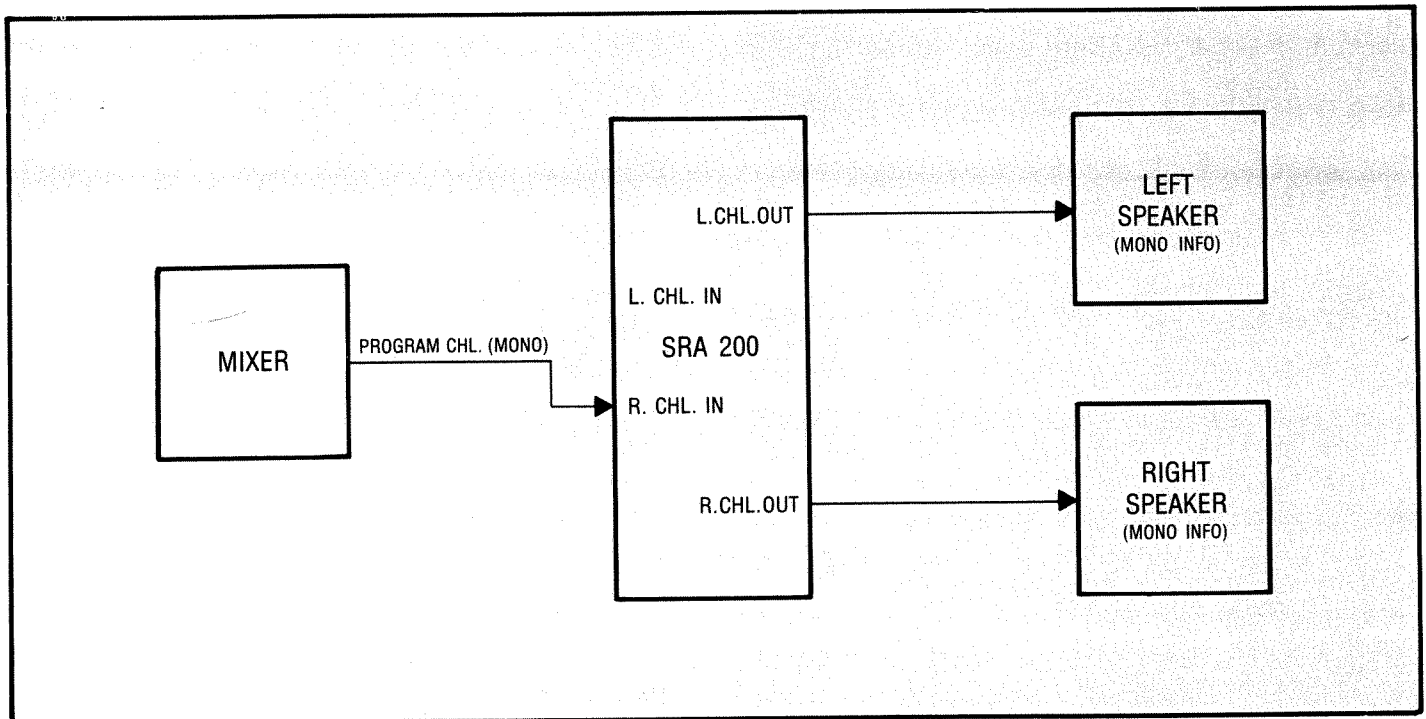 MIXER
PROGRAM CHL. (MONO)
L.CHL.OUT
L. CHL. IN
SRA 200
R. CHL. IN
R.CHL.OUT
LEFT
SPEAKER
(MONO INFO)
RIGHT
SPEAKER
(MONO INFO)